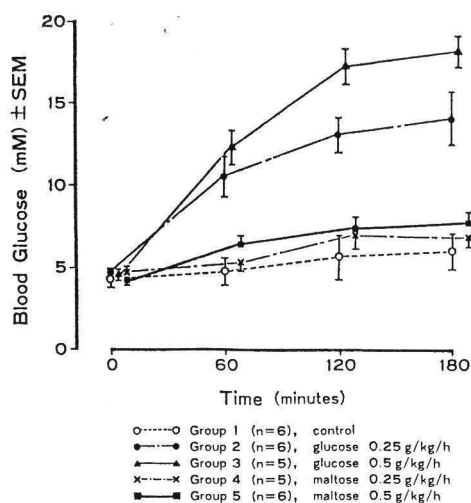 Blood Glucose (mM) ± SEM
20
15
10
5
0
0 60 120 180
Time (minutes)
Group 1 (n=6), control
Group 2 (n=6), glucose 0.25 g/kg/h
Group 3 (n=5), glucose 0.5 g/kg/h
Group 4 (n=5), maltose 0.25 g/kg/h
Group 5 (n=6), maltose 0.5 g/kg/h